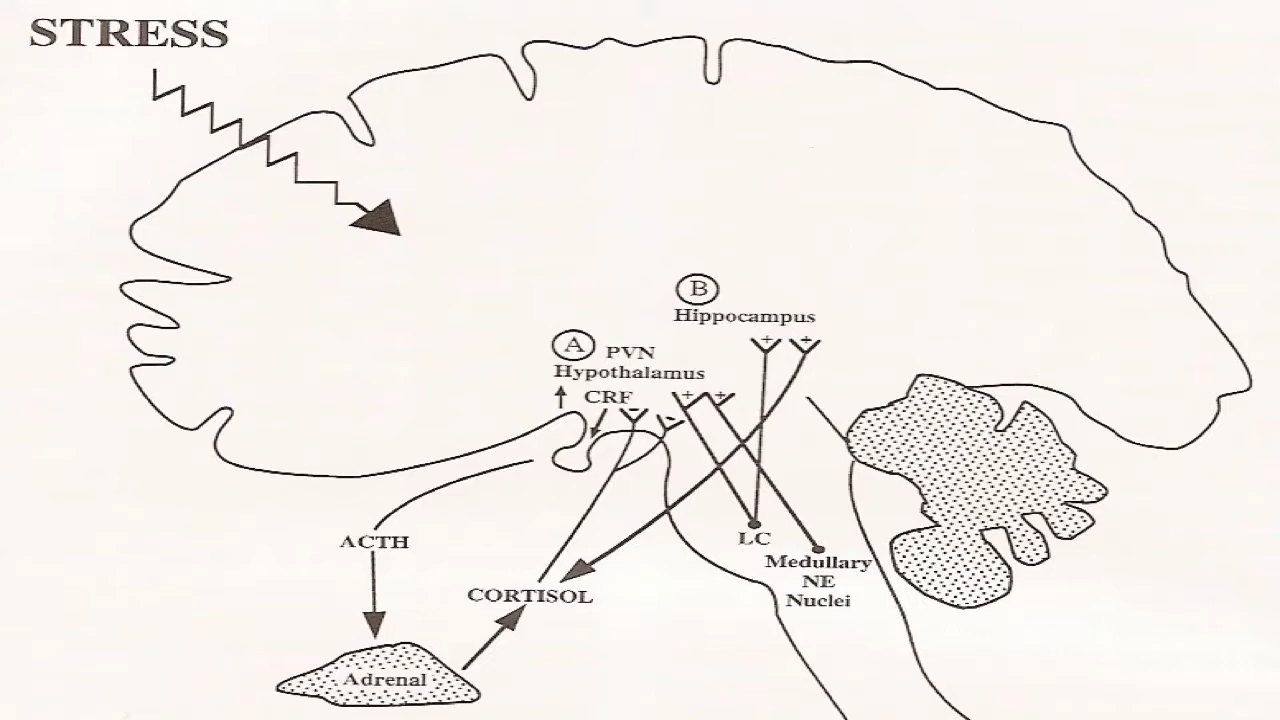 STRESS
B
Hippocampus
+ +
A PVN
Hypothalamus
CRF
+ +
- -
ACTH
LC
Medullary
NE
Nuclei
CORTISOL
Adrenal